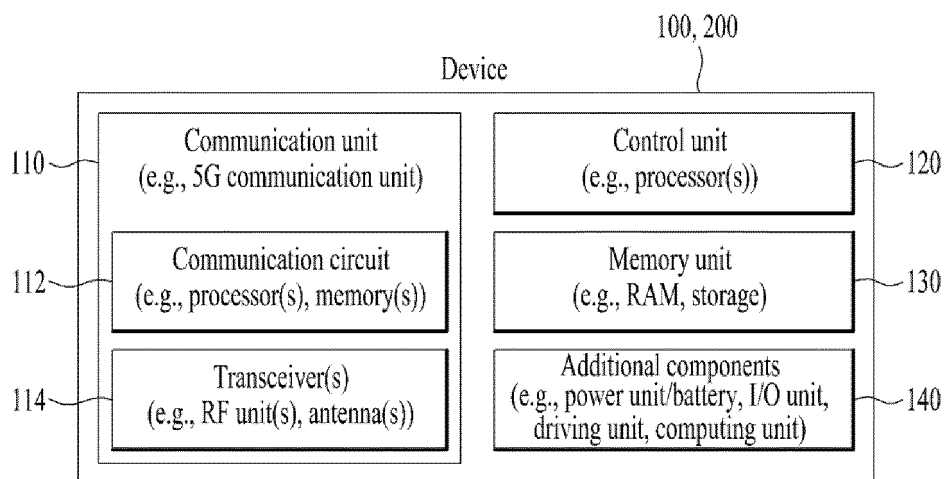 100, 200
Device
110
Communication unit
(e.g., 5G communication unit)
112
Communication circuit
(e.g., processor(s), memory(s))
114
Transceiver(s)
(e.g., RF unit(s), antenna(s))
Control unit
(e.g., processor(s))
120
Memory unit
(e.g., RAM, storage)
130
Additional components
(e.g., power unit/battery, I/O unit,
driving unit, computing unit)
140